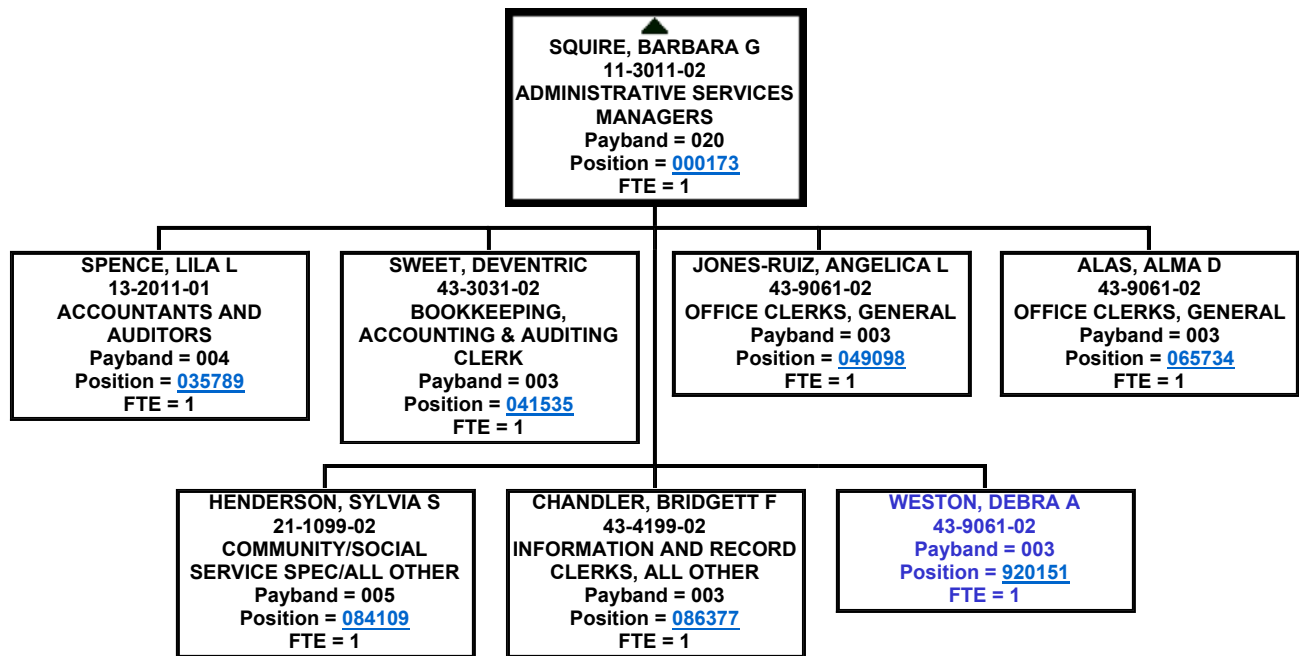 SQUIRE, BARBARA G
11-3011-02
ADMINISTRATIVE SERVICES
MANAGERS
Payband = 020
Position = 000173
FTE = 1
SPENCE, LILA L
13-2011-01
ACCOUNTANTS AND
AUDITORS
Payband = 004
Position = 035789
FTE = 1
SWEET, DEVENTRIC
43-3031-02
BOOKKEEPING,
ACCOUNTING & AUDITING
CLERK
Payband = 003
Position = 041535
FTE = 1
JONES-RUIZ, ANGELICA L
43-9061-02
OFFICE CLERKS, GENERAL
Payband = 003
Position = 049098
FTE = 1
ALAS, ALMA D
43-9061-02
OFFICE CLERKS, GENERAL
Payband = 003
Position = 065734
FTE = 1
HENDERSON, SYLVIA S
21-1099-02
COMMUNITY/SOCIAL
SERVICE SPEC/ALL OTHER
Payband = 005
Position = 084109
FTE = 1
CHANDLER, BRIDGETT F
43-4199-02
INFORMATION AND RECORD
CLERKS, ALL OTHER
Payband = 003
Position = 086377
FTE = 1
WESTON, DEBRA A
43-9061-02
Payband = 003
Position = 920151
FTE = 1